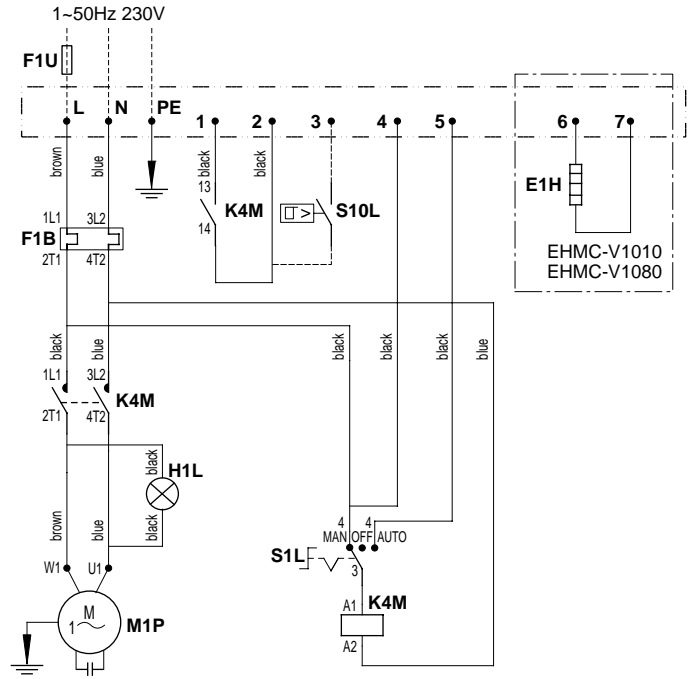 1~50Hz 230V
F1U
L N PE 1 2 3 4 5 6 7
brown blue black black
13
K4M
14
S10L
E1H
1L1 3L2
F1B
2T1 4T2
EHMC-V1010
EHMC-V1080
black blue black black black blue
1L1 3L2
K4M
2T1 4T2
black
H1L
black
brown blue
4 4
MAN OFF AUTO
S1L
3
W1 U1
A1 K4M
A2
M
1~
M1P